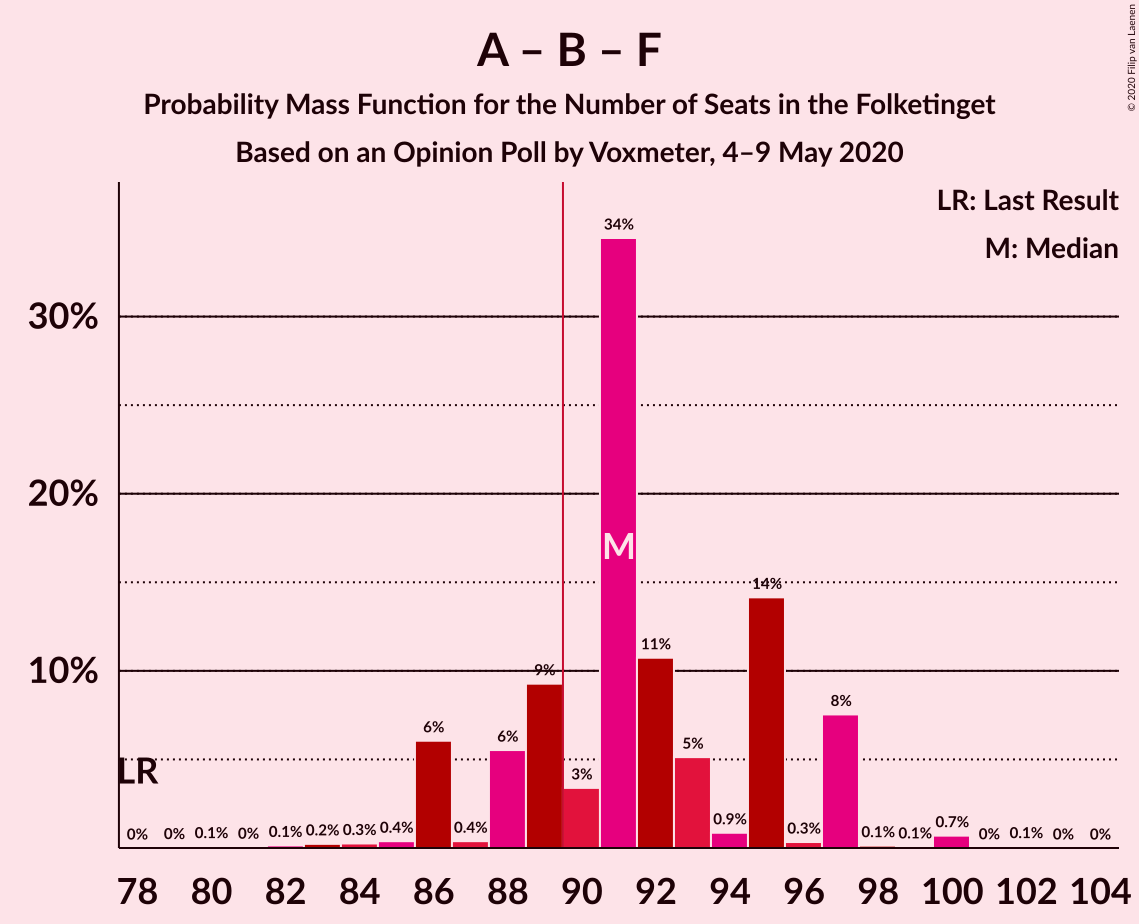 A – B – F
Probability Mass Function for the Number of Seats in the Folketinget
Based on an Opinion Poll by Voxmeter, 4–9 May 2020
© 2020 Filip van Laenen
LR: Last Result
M: Median
34%
30%
20%
M
14%
11%
10%
9%
8%
6%
6%
5%
LR
3%
0% 0% 0.1% 0% 0.1% 0.2% 0.3% 0.4% 0.4% 0.9% 0.3% 0.1% 0.1% 0.7% 0% 0.1% 0% 0%
78 80 82 84 86 88 90 92 94 96 98 100 102 104